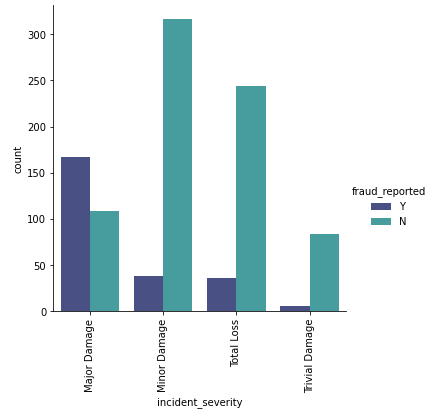 300
250
200
150
100
50
0
count
Major Damage
Minor Damage
Total Loss
Trivial Damage
incident_severity
fraud_reported
Y
N